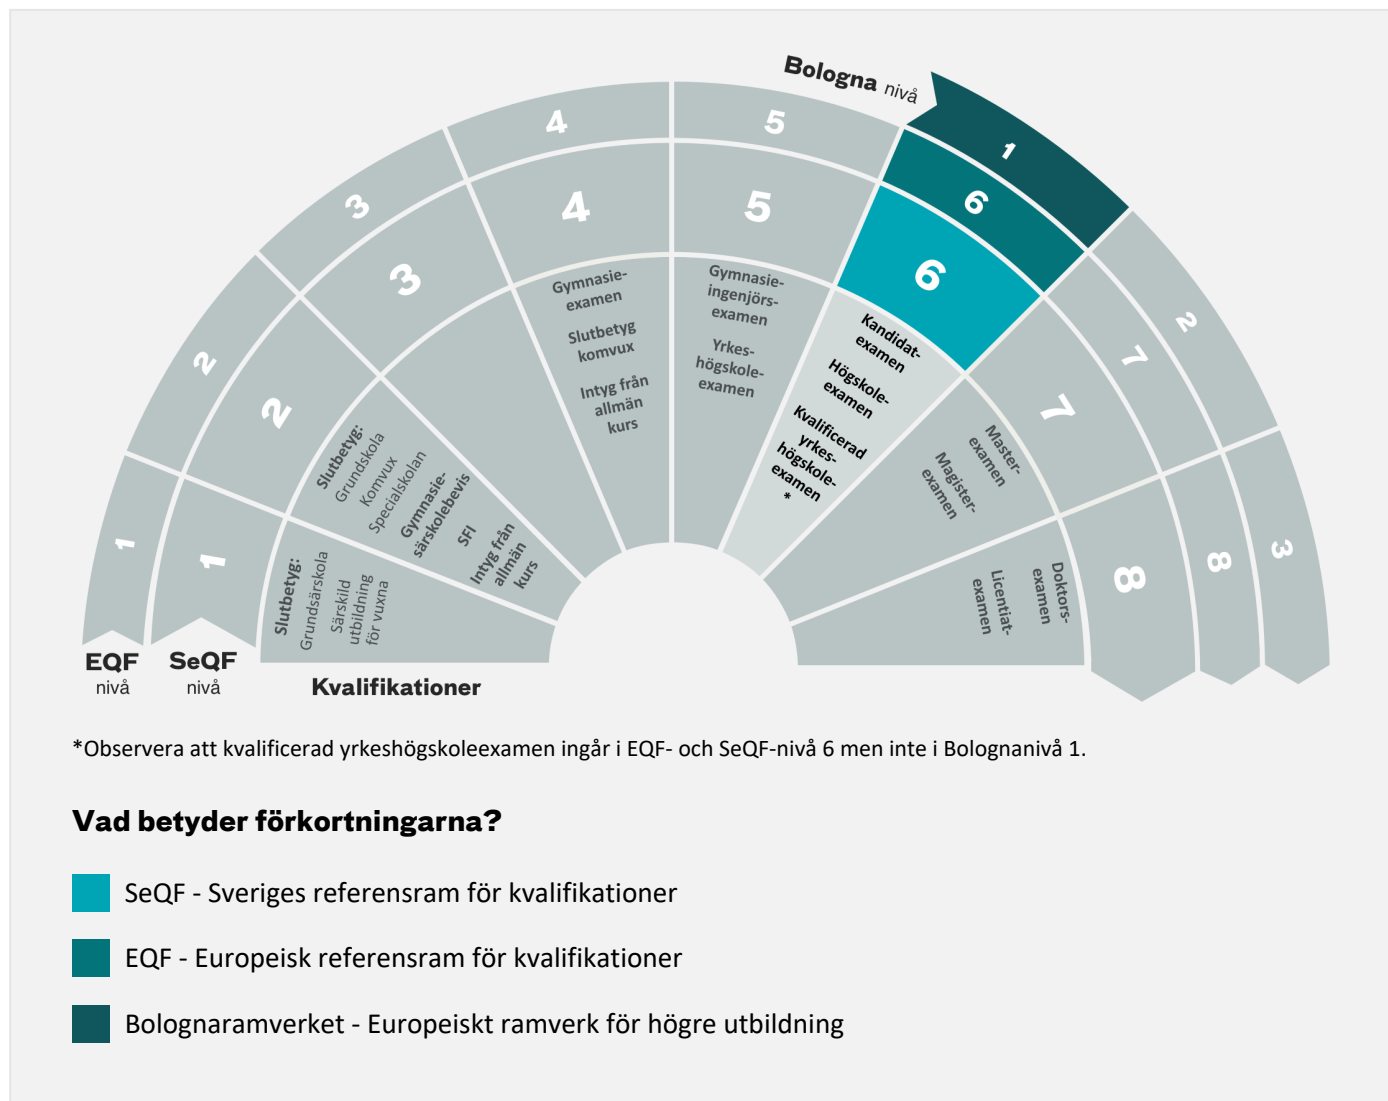 Bologna nivå
1
2
3
4
5
6
7
8
1
2
3
1
2
3
4
5
6
7
8
Slutbetyg:
Grundsärskola
Särskild
utbildning
för vuxna
Slutbetyg:
Grundskola
Komvux
Specialskolan
Gymnasie-
särskolebevis
SFI
Intyg från
allmän
kurs
Gymnasie-
examen
Slutbetyg
komvux
Intyg från
allmän
kurs
Gymnasie-
ingenjörs-
examen
Yrkes-
högskole-
examen
Kandidat-
examen
Högskole-
examen
Kvalificerad
yrkes-
högskole-
examen
*
Master-
examen
Magister-
examen
Doktors-
examen
Licentiat-
examen
EQF
nivå
SeQF
nivå
Kvalifikationer
*Observera att kvalificerad yrkeshögskoleexamen ingår i EQF- och SeQF-nivå 6 men inte i Bolognanivå 1.
Vad betyder förkortningarna?
SeQF - Sveriges referensram för kvalifikationer
EQF - Europeisk referensram för kvalifikationer
Bolognaramverket - Europeiskt ramverk för högre utbildning